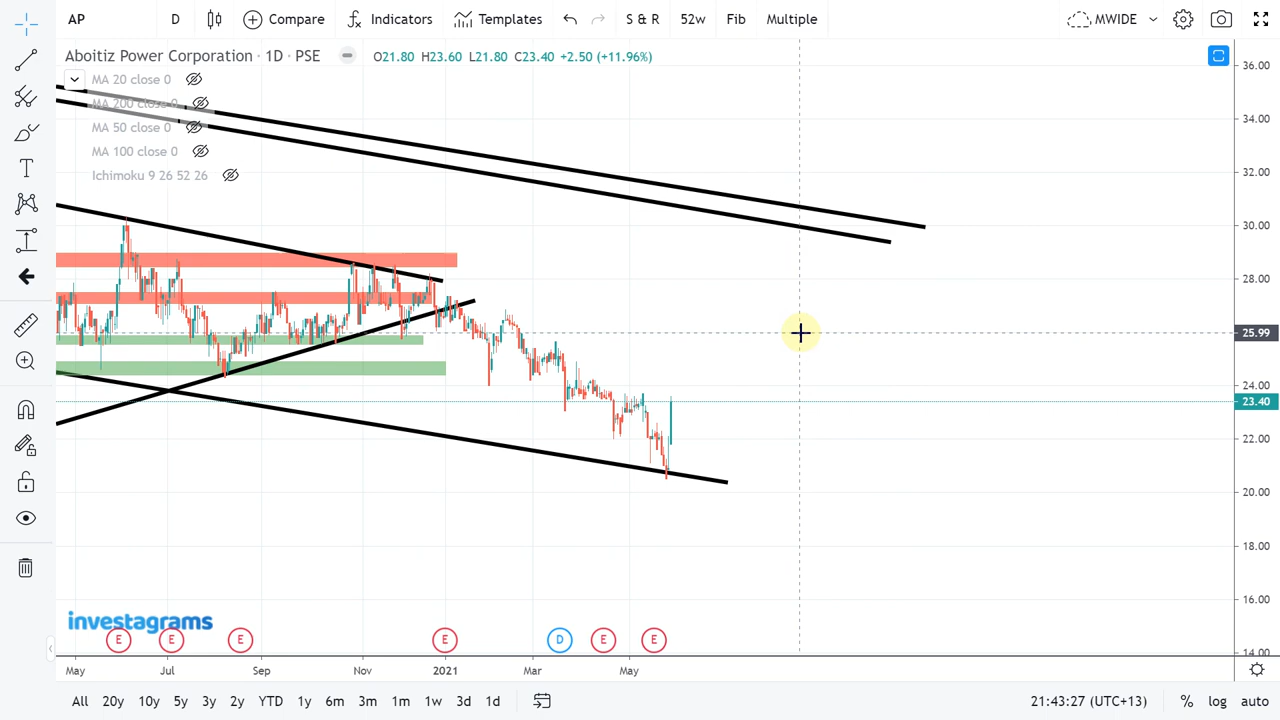 AP D Compare Indicators Templates S & R 52w Fib Multiple MWIDE
Aboitiz Power Corporation · 1D · PSE O21.80 H23.60 L21.80 C23.40 +2.50 (+11.96%)
MA 20 close 0
MA 200 close 0
MA 50 close 0
MA 100 close 0
Ichimoku 9 26 52 26
36.00
34.00
32.00
30.00
28.00
25.99
24.00
23.40
22.00
20.00
18.00
16.00
14.00
investagrams
E E E E D E E
May Jul Sep Nov 2021 Mar May
All 20y 10y 5y 3y 2y YTD 1y 6m 3m 1m 1w 3d 1d 21:43:27 (UTC+13) % log auto